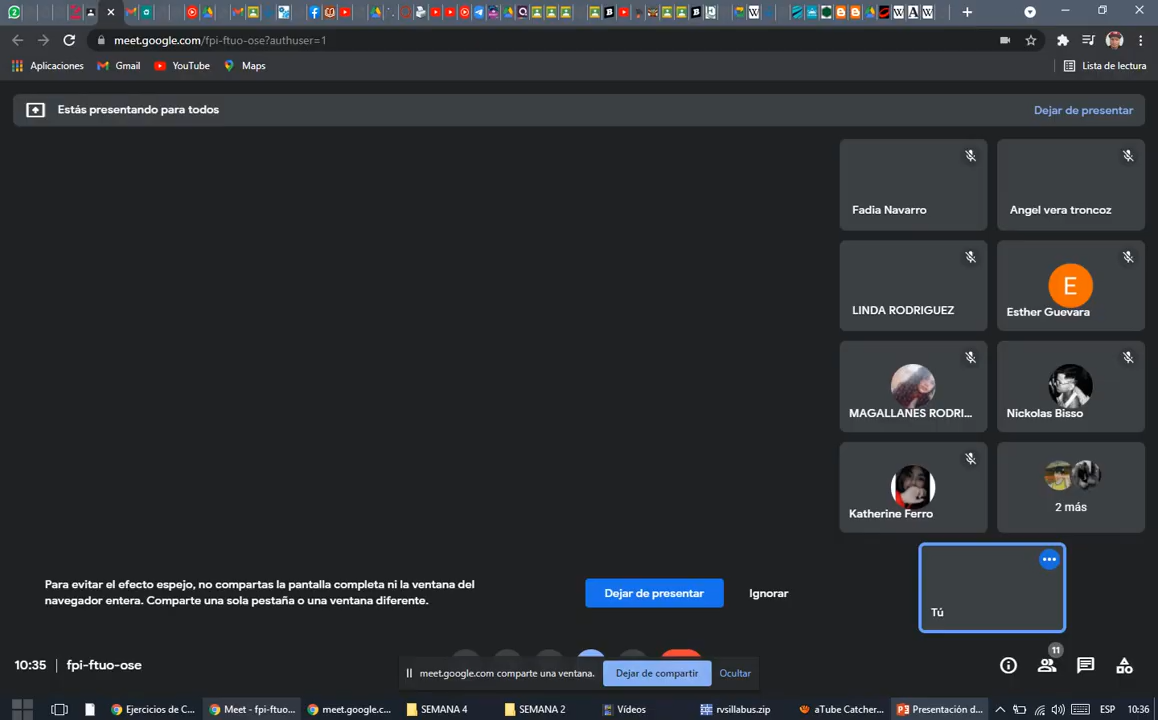 meet.google.com/fpi-ftuo-ose?authuser=1
Aplicaciones
Gmail
YouTube
Maps
Lista de lectura
Estás presentando para todos
Dejar de presentar
Fadia Navarro
Angel vera troncoz
LINDA RODRIGUEZ
E
Esther Guevara
MAGALLANES RODRI...
Nickolas Bisso
Katherine Ferro
2 más
Tú
Para evitar el efecto espejo, no compartas la pantalla completa ni la ventana del
navegador entera. Comparte una sola pestaña o una ventana diferente.
Dejar de presentar
Ignorar
10:35 | fpi-ftuo-ose
11
meet.google.com comparte una ventana.
Dejar de compartir
Ocultar
Ejercicios de C...
Meet - fpi-ftuo...
meet.google.c...
SEMANA 4
SEMANA 2
Vídeos
rvsillabus.zip
aTube Catcher...
Presentación d...
ESP
10:36